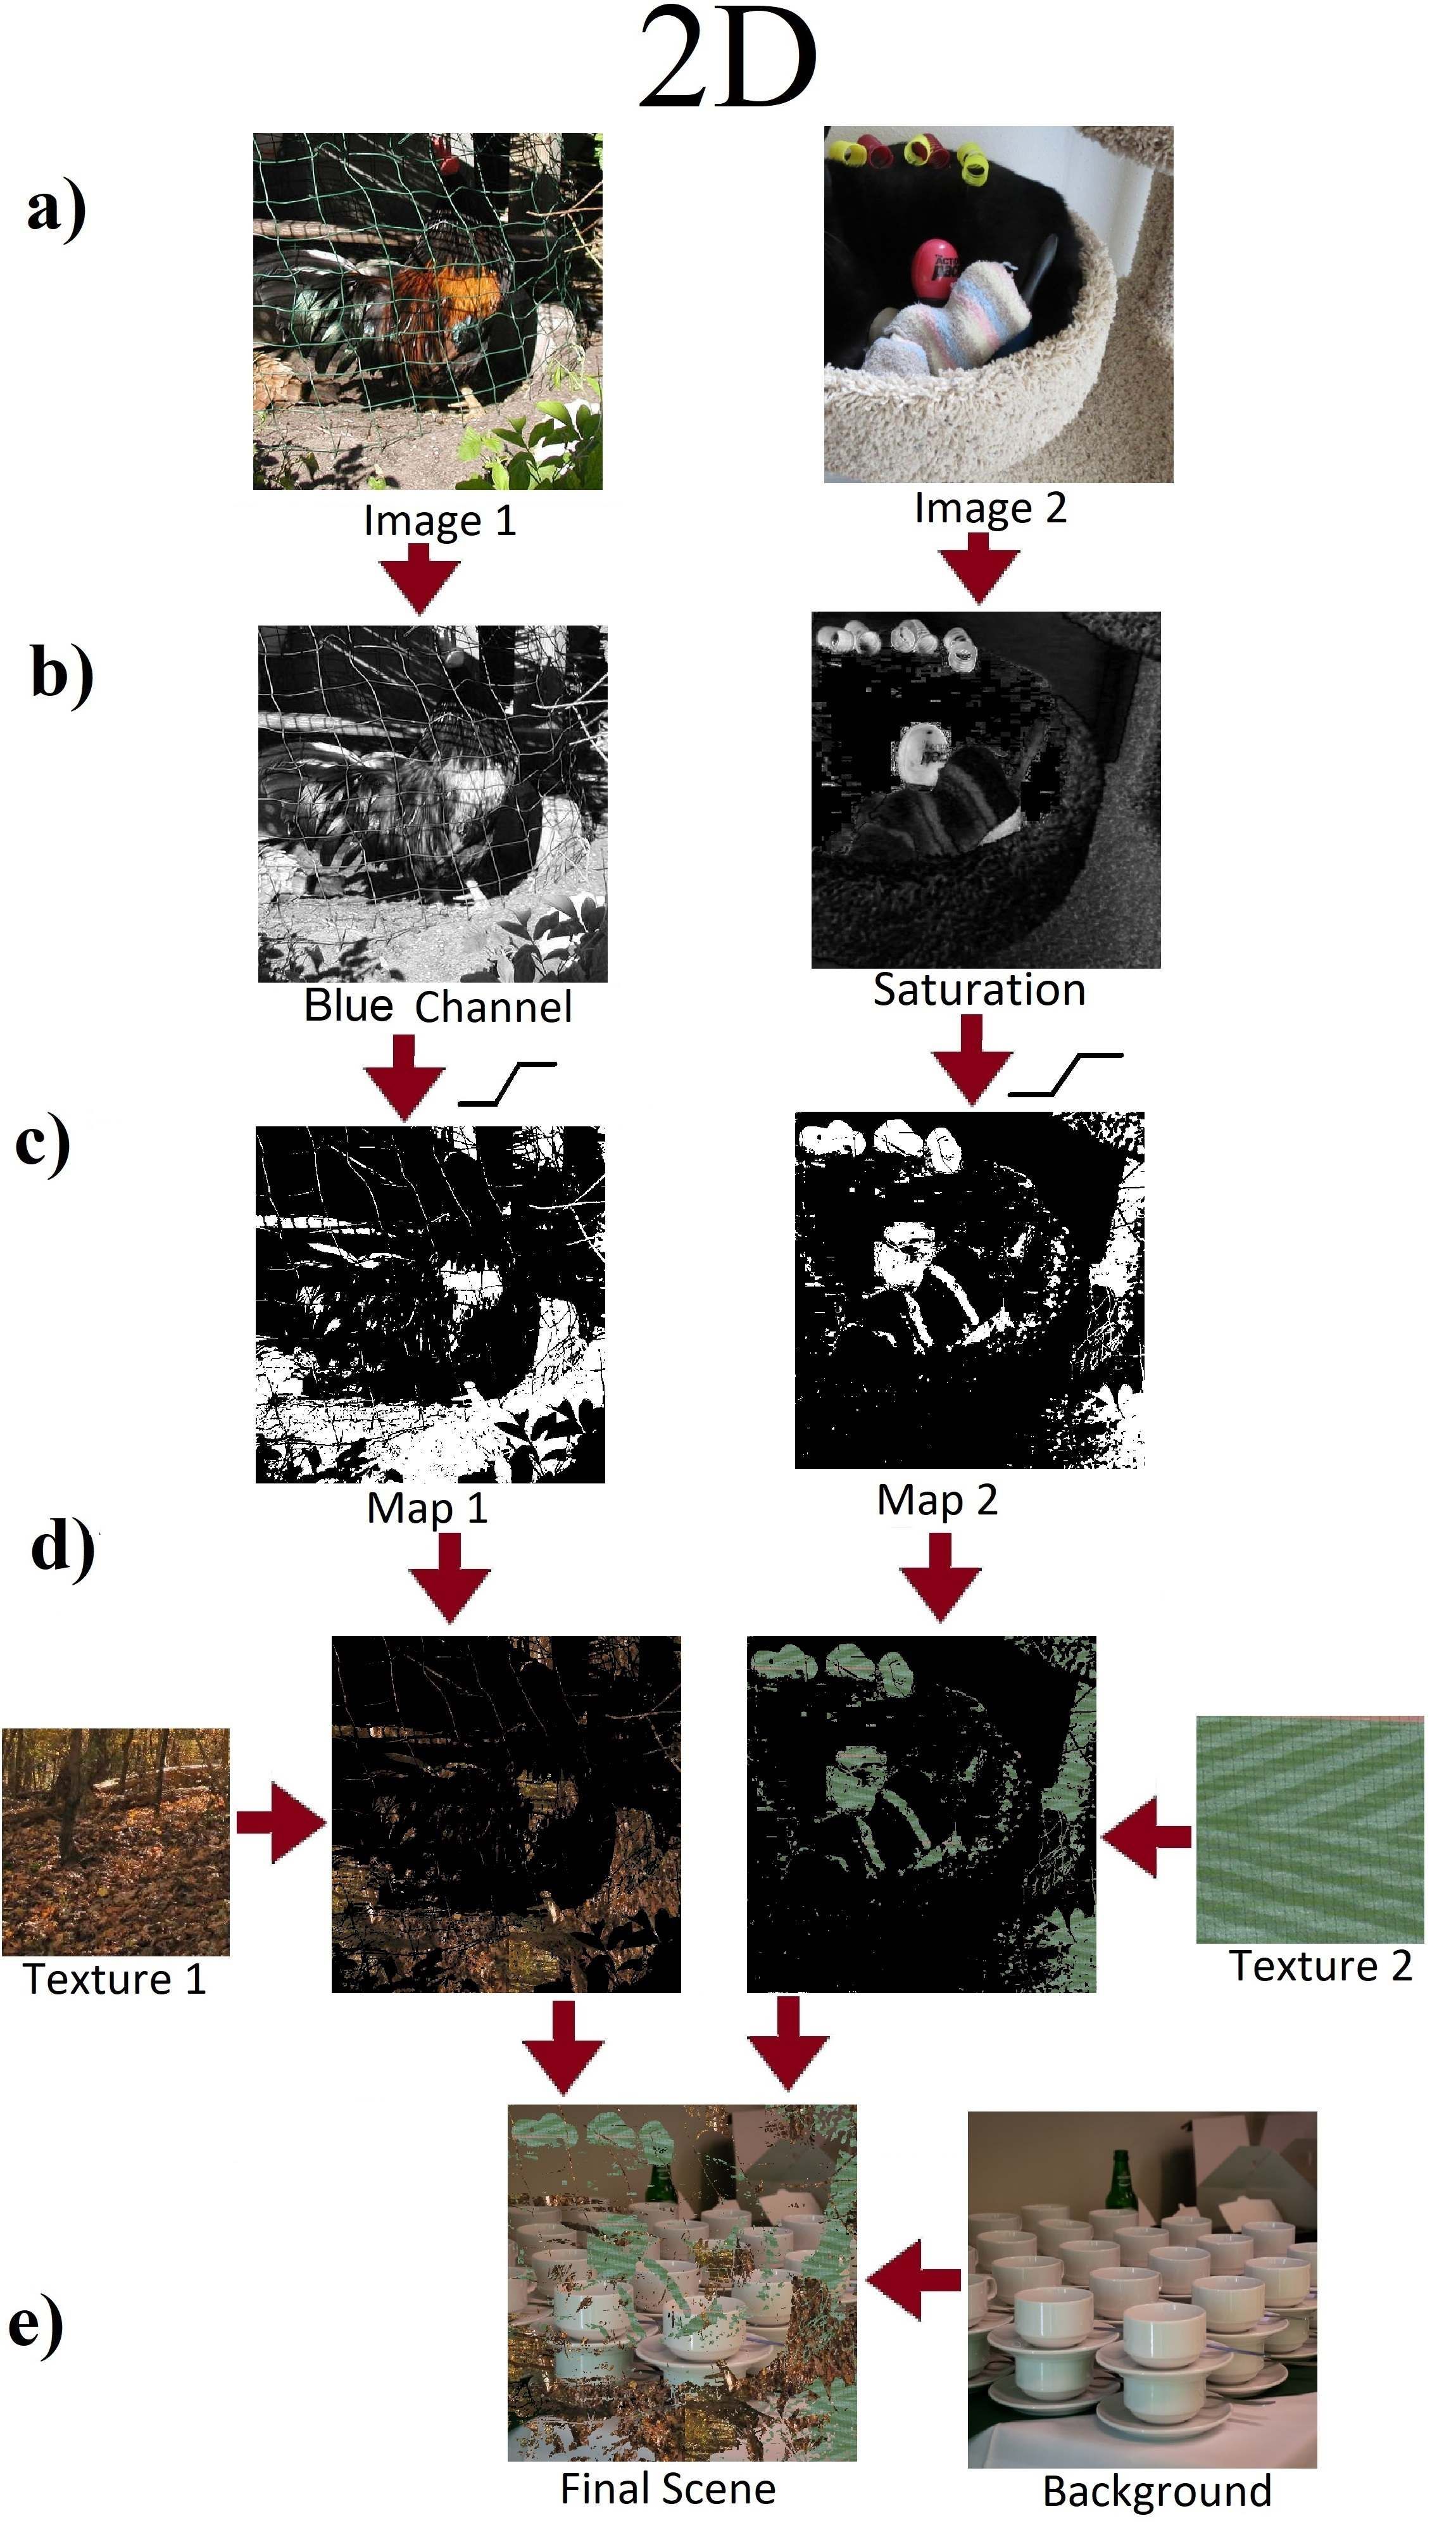 2D
a)
Image 1
Image 2
b)
Blue Channel
Saturation
c)
Map 1
Map 2
d)
Texture 1
Texture 2
e)
Final Scene
Background